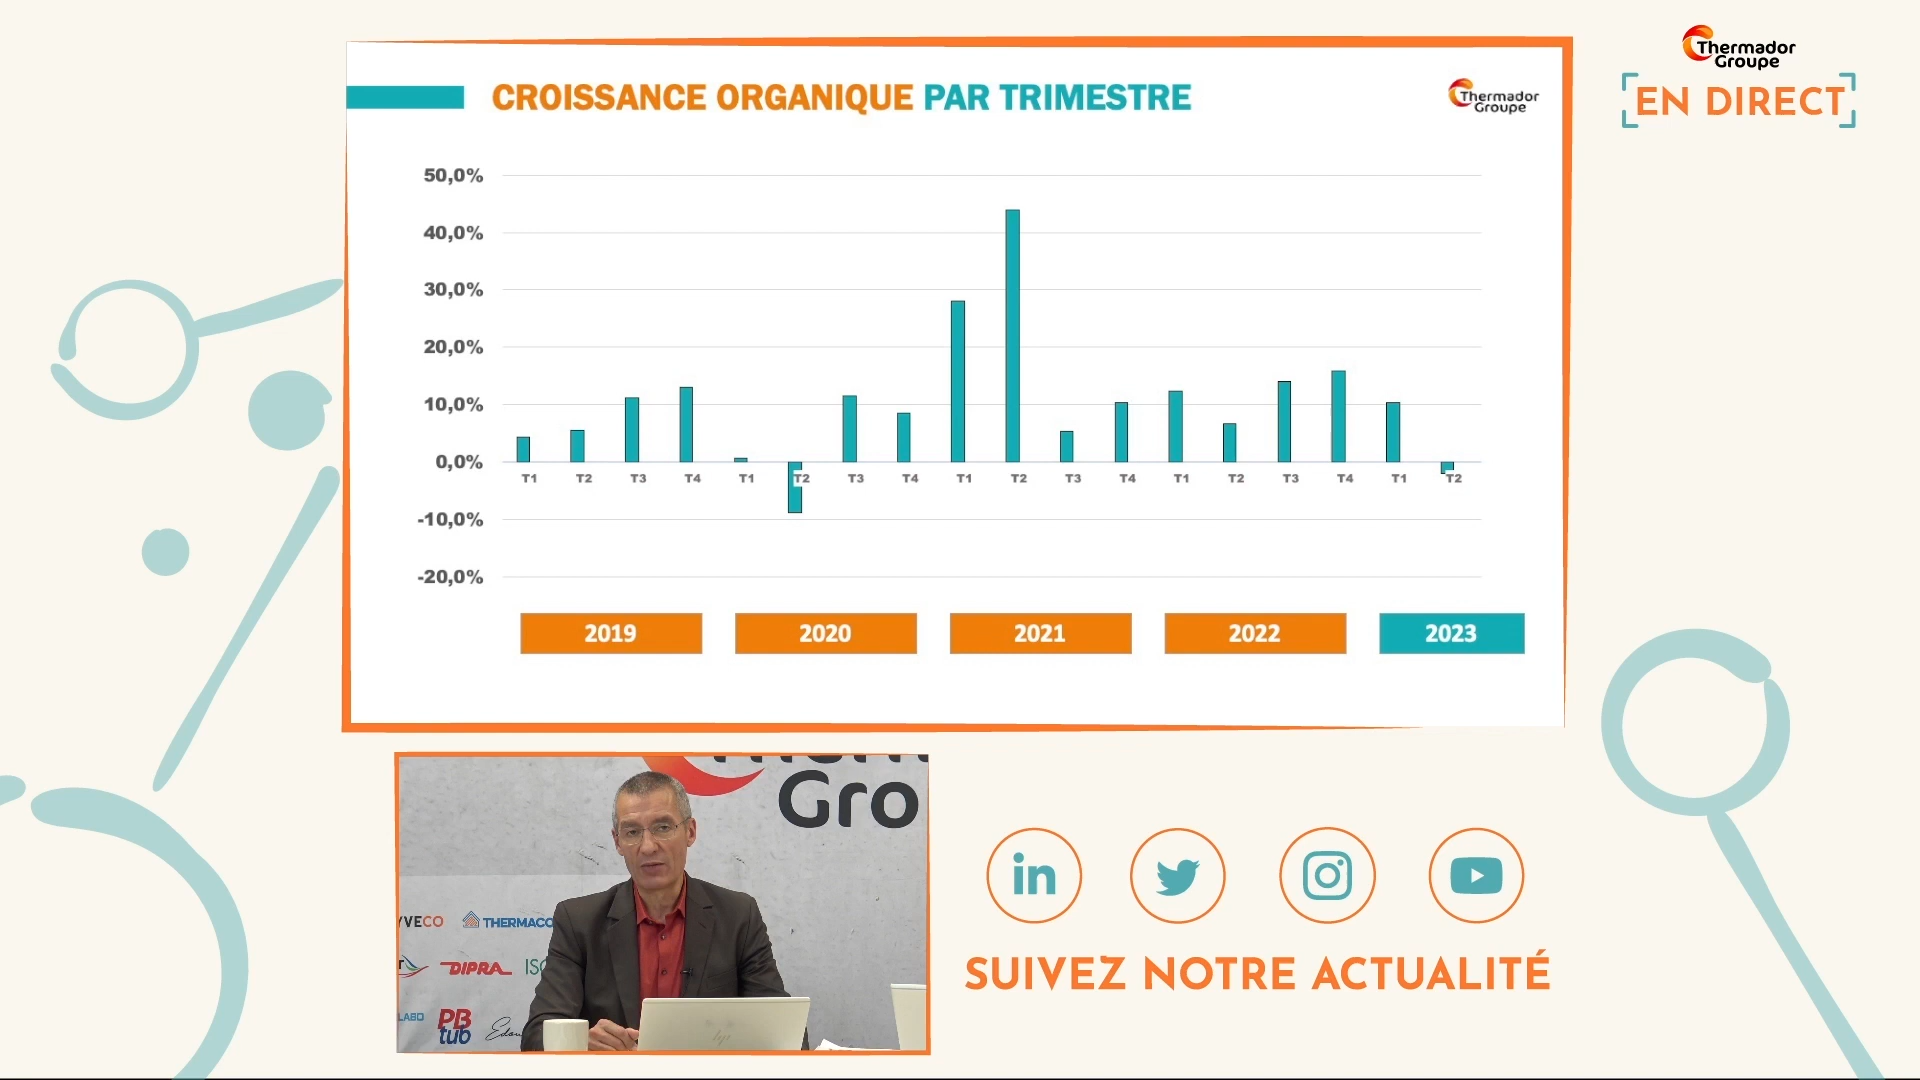 CROISSANCE ORGANIQUE PAR TRIMESTRE
Thermador
Groupe
Thermador
Groupe
EN DIRECT
50,0%
40,0%
30,0%
20,0%
10,0%
0,0%
-10,0%
-20,0%
T1 T2 T3 T4 T1 T2 T3 T4 T1 T2 T3 T4 T1 T2 T3 T4 T1 T2
2019 2020 2021 2022 2023
Gro
THERMACO
DIPRA
PB
tub
in
SUIVEZ NOTRE ACTUALITÉ